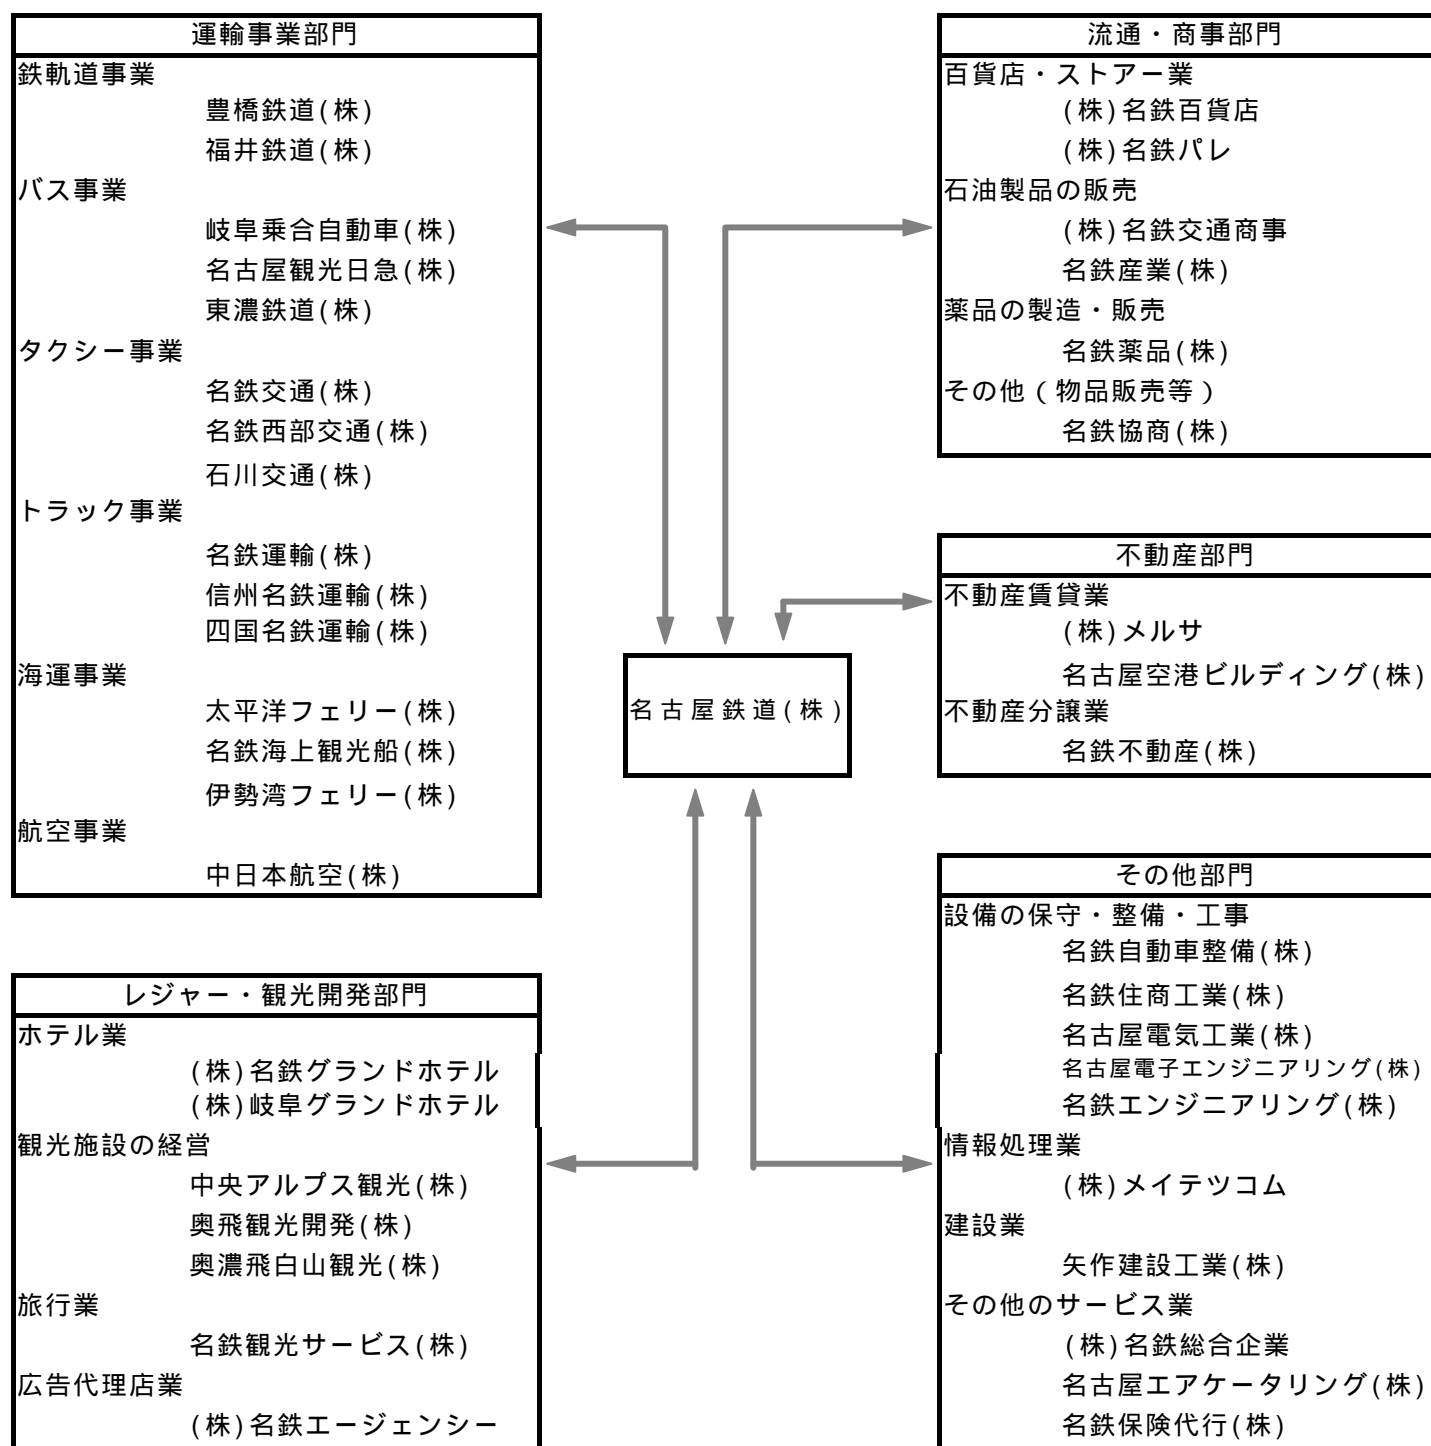 運輸事業部門
鉄軌道事業
豊橋鉄道(株)
福井鉄道(株)
バス事業
岐阜乗合自動車(株)
名古屋観光日急(株)
東濃鉄道(株)
タクシー事業
名鉄交通(株)
名鉄西部交通(株)
石川交通(株)
トラック事業
名鉄運輸(株)
信州名鉄運輸(株)
四国名鉄運輸(株)
海運事業
太平洋フェリー(株)
名鉄海上観光船(株)
伊勢湾フェリー(株)
航空事業
中日本航空(株)
レジャー・観光開発部門
ホテル業
(株)名鉄グランドホテル
(株)岐阜グランドホテル
観光施設の経営
中央アルプス観光(株)
奥飛観光開発(株)
奥濃飛白山観光(株)
旅行業
名鉄観光サービス(株)
広告代理店業
(株)名鉄エージェンシー
名古屋鉄道(株)
流通・商事部門
百貨店・ストアー業
(株)名鉄百貨店
(株)名鉄パレ
石油製品の販売
(株)名鉄交通商事
名鉄産業(株)
薬品の製造・販売
名鉄薬品(株)
その他（物品販売等）
名鉄協商(株)
不動産部門
不動産賃貸業
(株)メルサ
名古屋空港ビルディング(株)
不動産分譲業
名鉄不動産(株)
その他部門
設備の保守・整備・工事
名鉄自動車整備(株)
名鉄住商工業(株)
名古屋電気工業(株)
名古屋電子エンジニアリング(株)
名鉄エンジニアリング(株)
情報処理業
(株)メイテツコム
建設業
矢作建設工業(株)
その他のサービス業
(株)名鉄総合企業
名古屋エアケータリング(株)
名鉄保険代行(株)